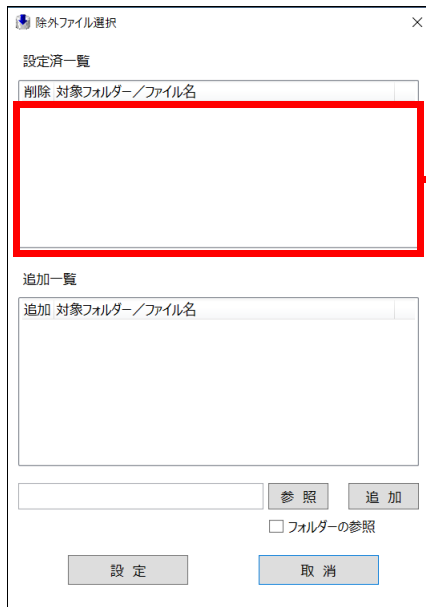 除外ファイル選択
設定済一覧
削除 対象フォルダー／ファイル名
追加一覧
追加 対象フォルダー／ファイル名
参 照 追 加
フォルダーの参照
設 定 取 消